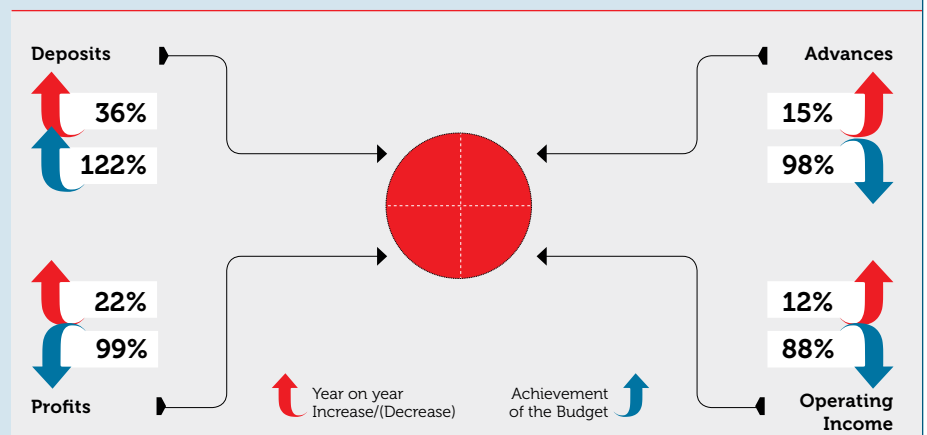 Deposits
36%
122%
Advances
15%
98%
22%
99%
Profits
12%
88%
Operating
Income
Year on year
Increase/(Decrease)
Achievement
of the Budget